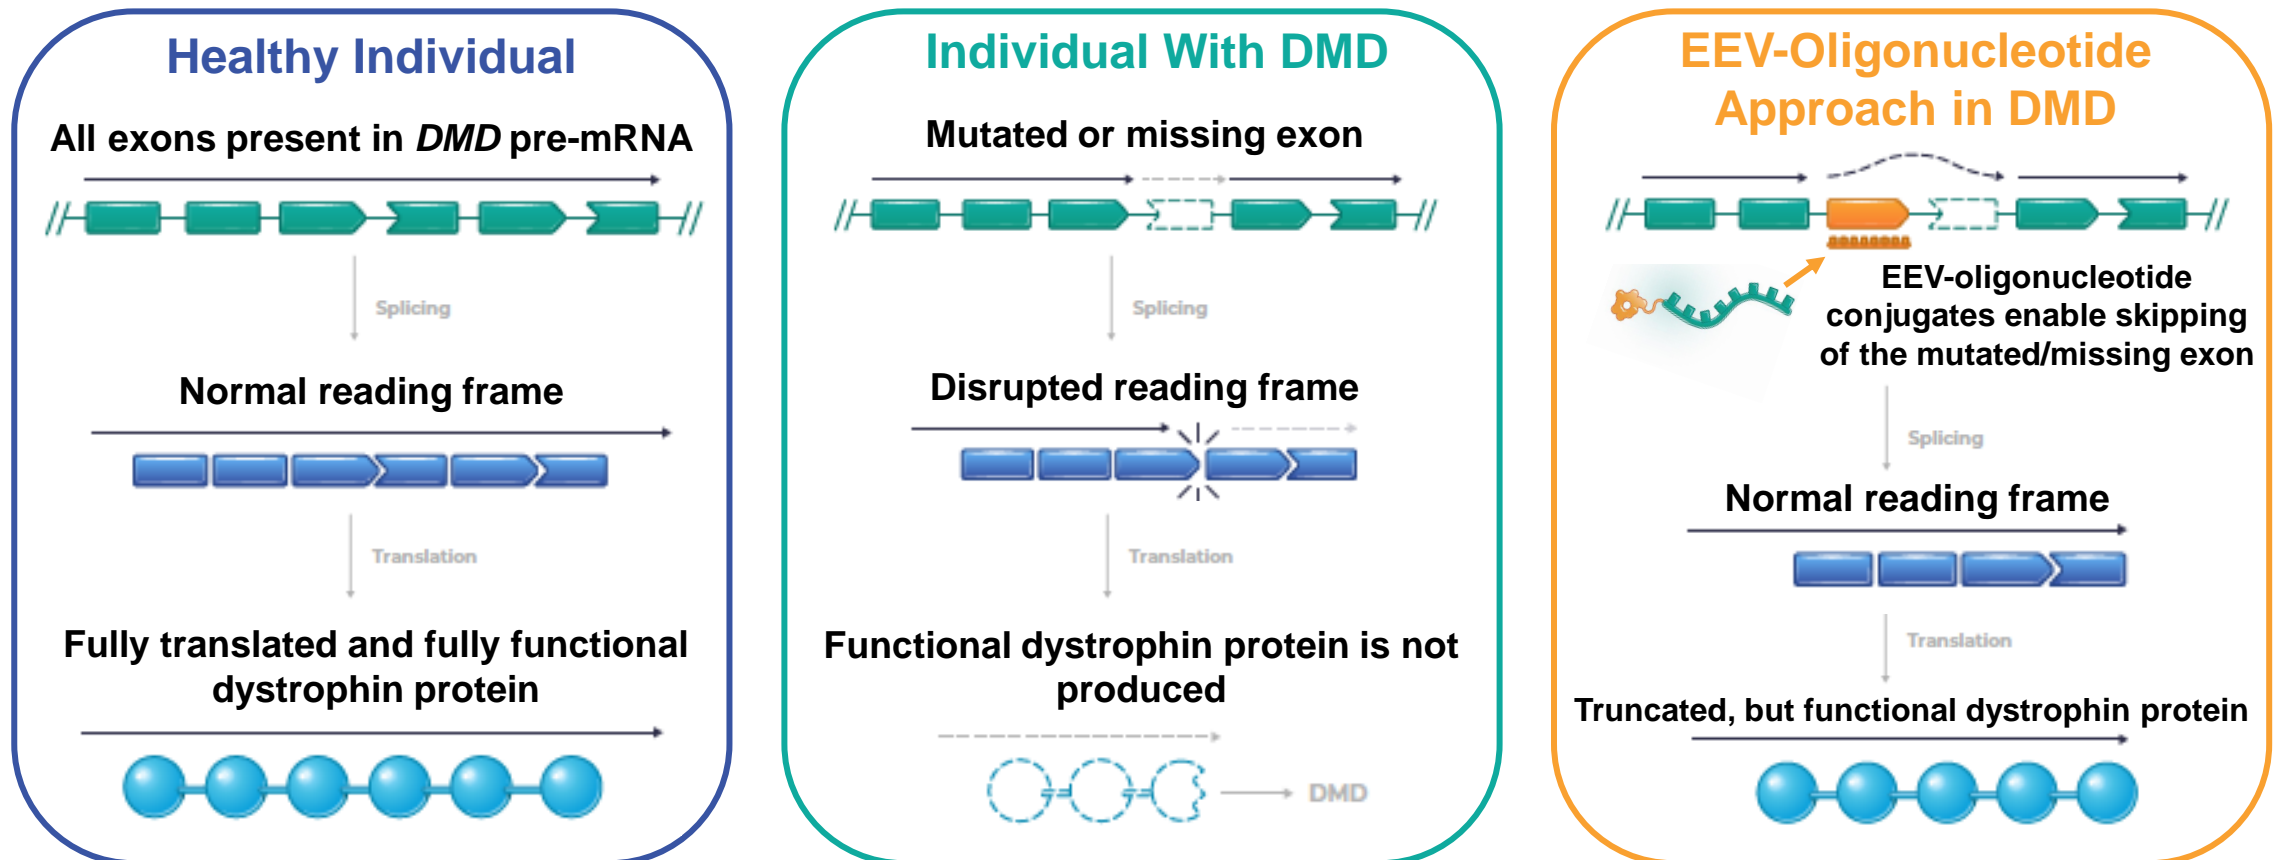 Healthy Individual
All exons present in DMD pre-mRNA
Splicing
Normal reading frame
Translation
Fully translated and fully functional
dystrophin protein
Individual With DMD
Mutated or missing exon
Splicing
Disrupted reading frame
Translation
Functional dystrophin protein is not
produced
DMD
EEV-Oligonucleotide
Approach in DMD
EEV-oligonucleotide
conjugates enable skipping
of the mutated/missing exon
Splicing
Normal reading frame
Translation
Truncated, but functional dystrophin protein